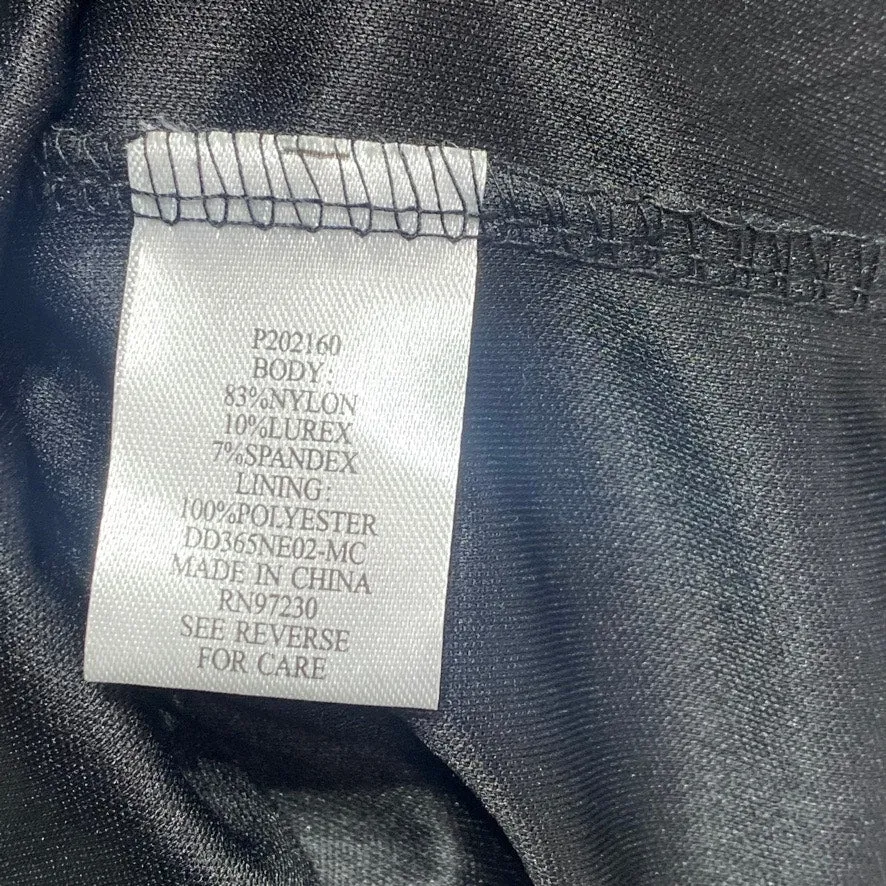 P202160
BODY:
83%NYLON
10%LUREX
7%SPANDEX
LINING:
100%POLYESTER
DD365NE02-MC
MADE IN CHINA
RN97230
SEE REVERSE
FOR CARE